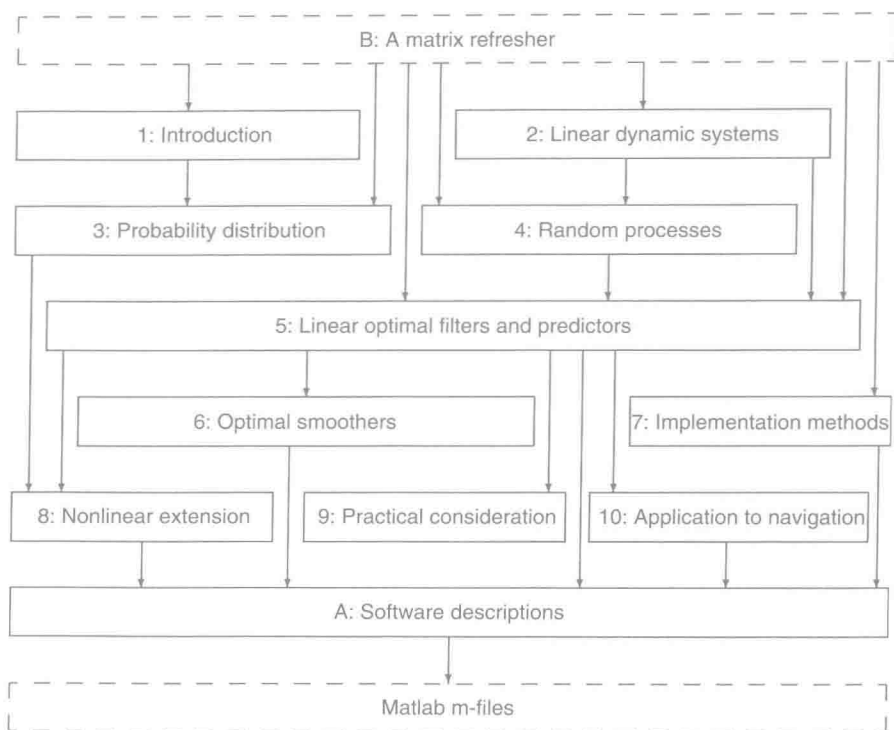 B: A matrix refresher
1: Introduction
2: Linear dynamic systems
3: Probability distribution
4: Random processes
5: Linear optimal filters and predictors
6: Optimal smoothers
7: Implementation methods
8: Nonlinear extension
9: Practical consideration
10: Application to navigation
A: Software descriptions
Matlab m-files